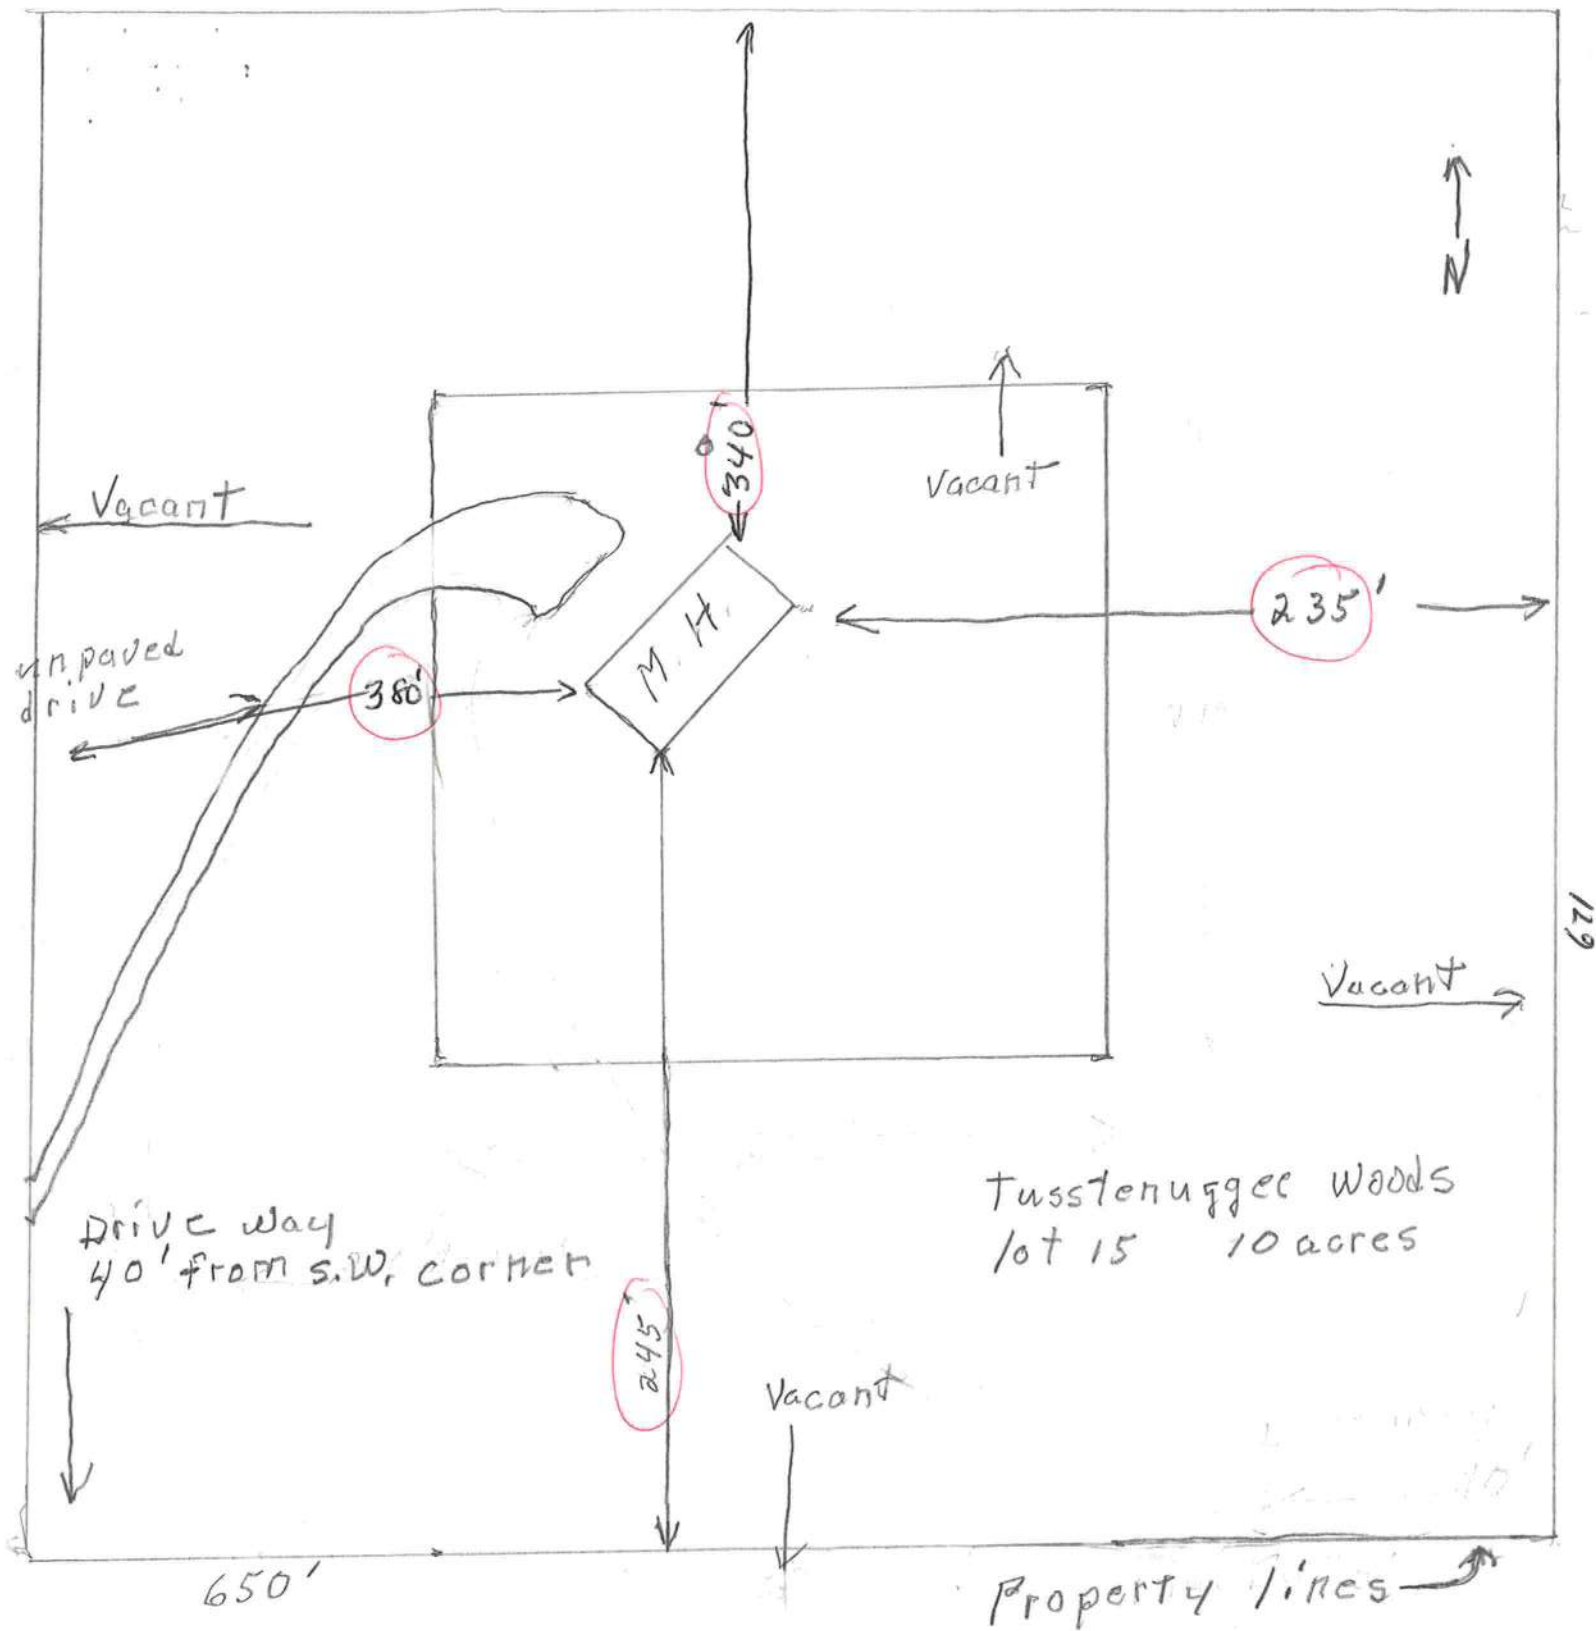 N
340'
Vacant
Vacant
235'
unpaved
drive
380'
M. H.
129
Vacant
Tusstenuggee Woods
lot 15 10 acres
Drive way
40' from s.w. corner
245'
Vacant
650'
Property lines